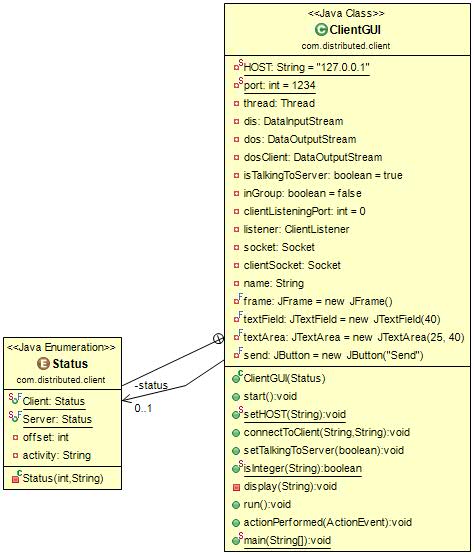 <<Java Class>>
ClientGUI
com.distributed.client
HOST: String = "127.0.0.1"
port: int = 1234
thread: Thread
dis: DataInputStream
dos: DataOutputStream
dosClient: DataOutputStream
isTalkingToServer: boolean = true
inGroup: boolean = false
clientListeningPort: int = 0
listener: ClientListener
socket: Socket
clientSocket: Socket
name: String
frame: JFrame = new JFrame()
textField: JTextField = new JTextField(40)
textArea: JTextArea = new JTextArea(25, 40)
send: JButton = new JButton("Send")
ClientGUI(Status)
start():void
setHOST(String):void
connectToClient(String,String):void
setTalkingToServer(boolean):void
isInteger(String):boolean
display(String):void
run():void
actionPerformed(ActionEvent):void
main(String[]):void
<<Java Enumeration>>
Status
com.distributed.client
Client: Status
Server: Status
offset: int
activity: String
Status(int,String)
-status
0..1